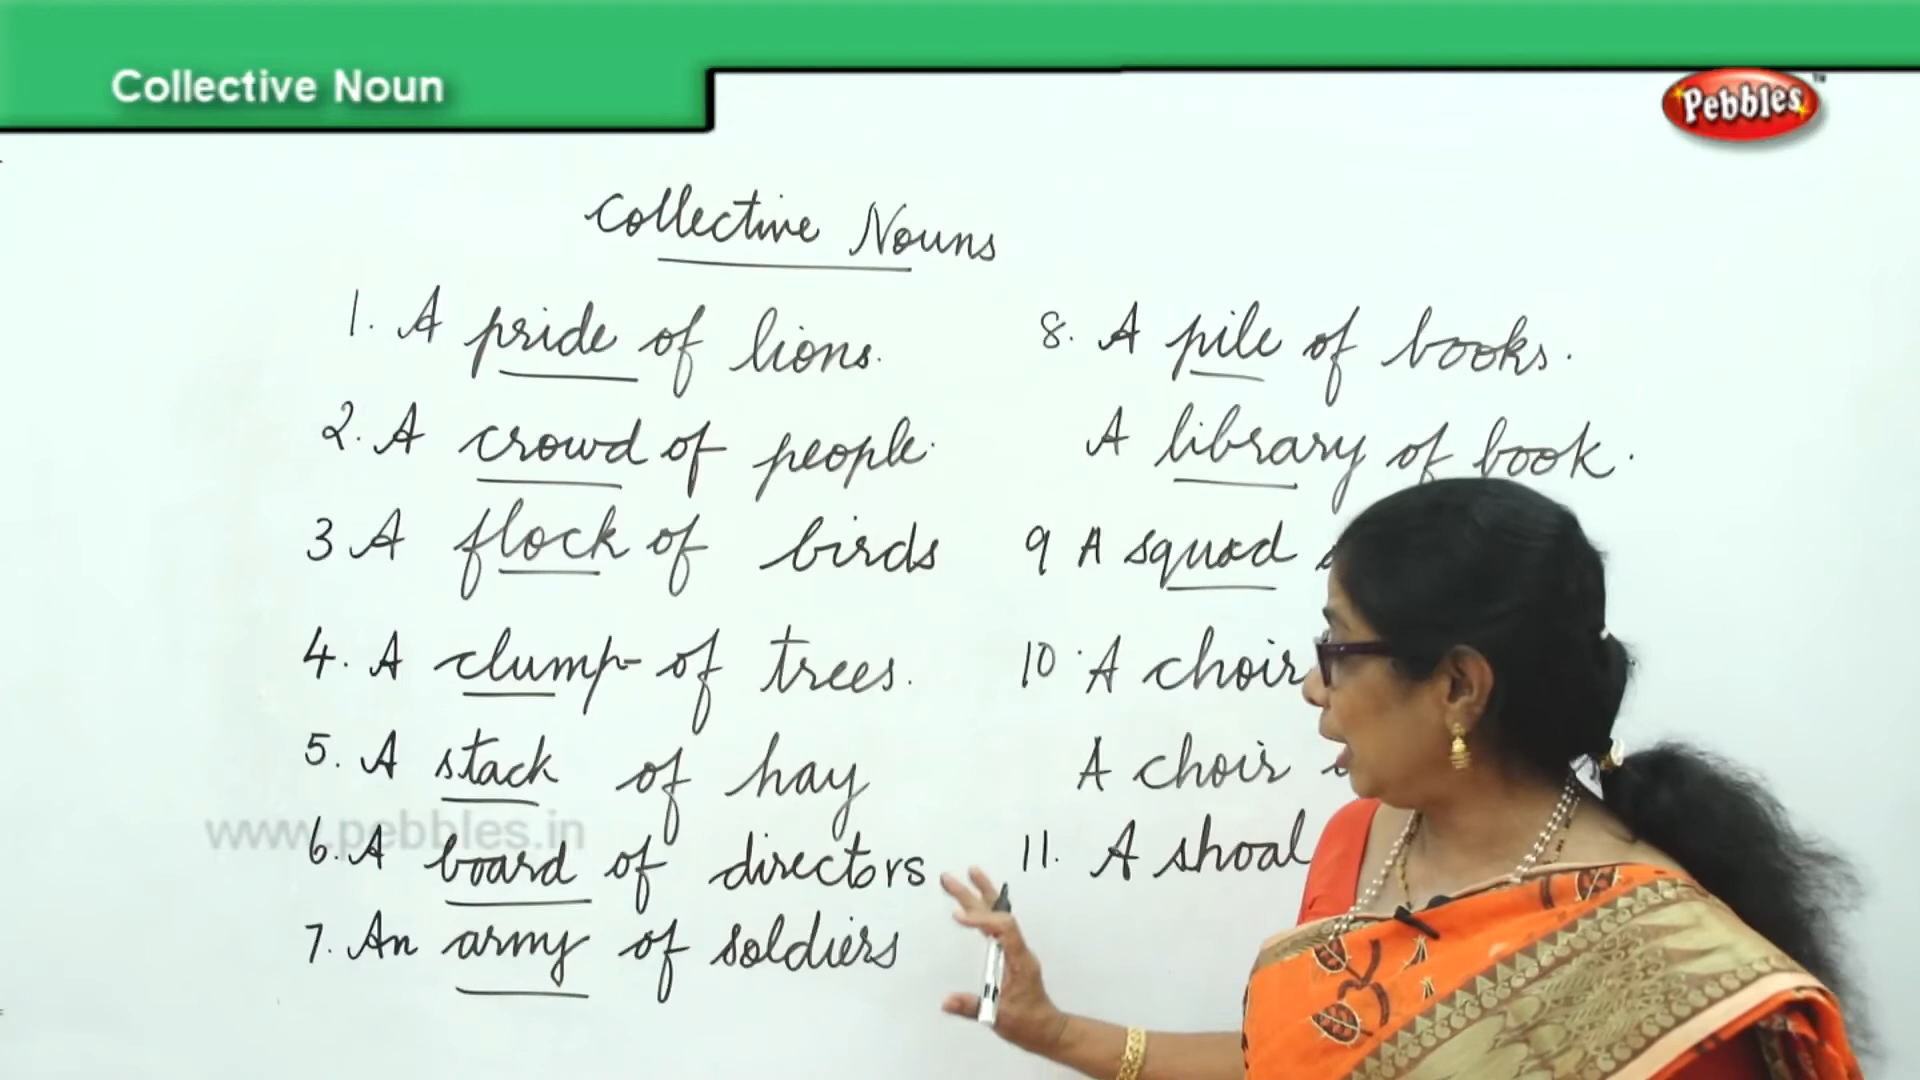 Collective Noun
Pebbles™
Collective Nouns
1. A pride of lions.
2. A crowd of people.
3 A flock of birds
4. A clump of trees.
5. A stack of hay
www.pebbles.in
6. A board of directors
7. An army of soldiers
8. A pile of books.
A library of book.
9 A squad
10. A choir
A choir
11. A shoal